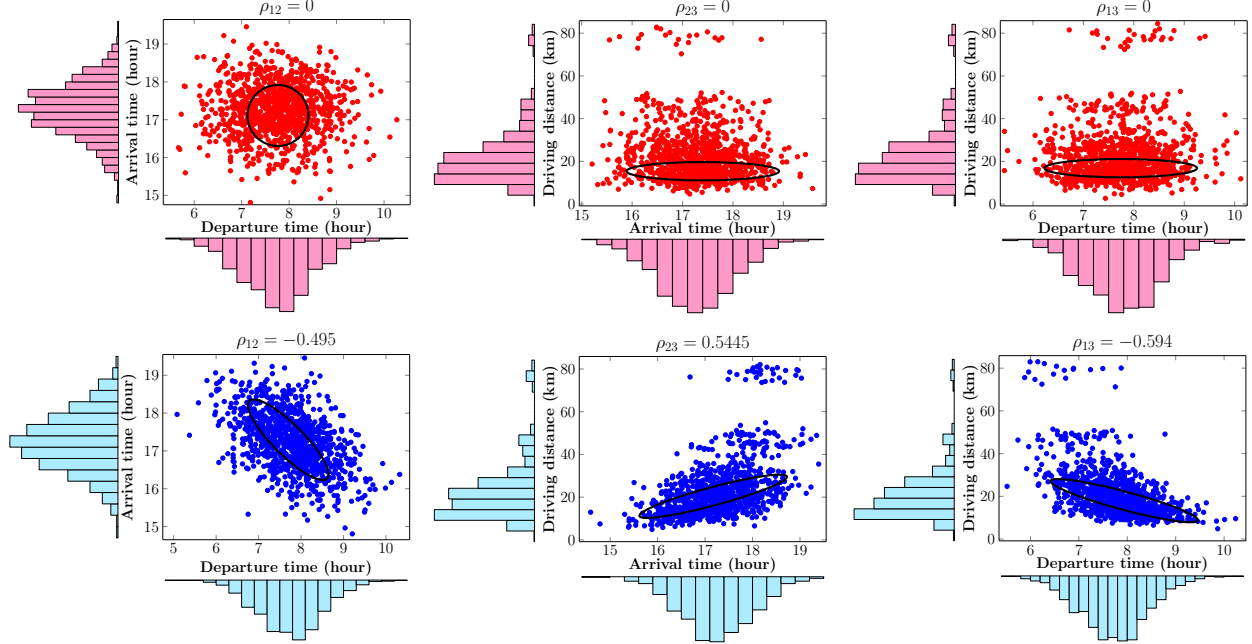 ρ₁₂ = 0
Arrival time (hour)
19
18
17
16
15
6 7 8 9 10
Departure time (hour)
ρ₂₃ = 0
Driving distance (km)
80
60
40
20
0
15 16 17 18 19
Arrival time (hour)
ρ₁₃ = 0
Driving distance (km)
80
60
40
20
0
6 7 8 9 10
Departure time (hour)
ρ₁₂ = −0.495
Arrival time (hour)
19
18
17
16
15
5 6 7 8 9 10
Departure time (hour)
ρ₂₃ = 0.5445
Driving distance (km)
80
60
40
20
0
15 16 17 18 19
Arrival time (hour)
ρ₁₃ = −0.594
Driving distance (km)
80
60
40
20
0
6 7 8 9 10
Departure time (hour)